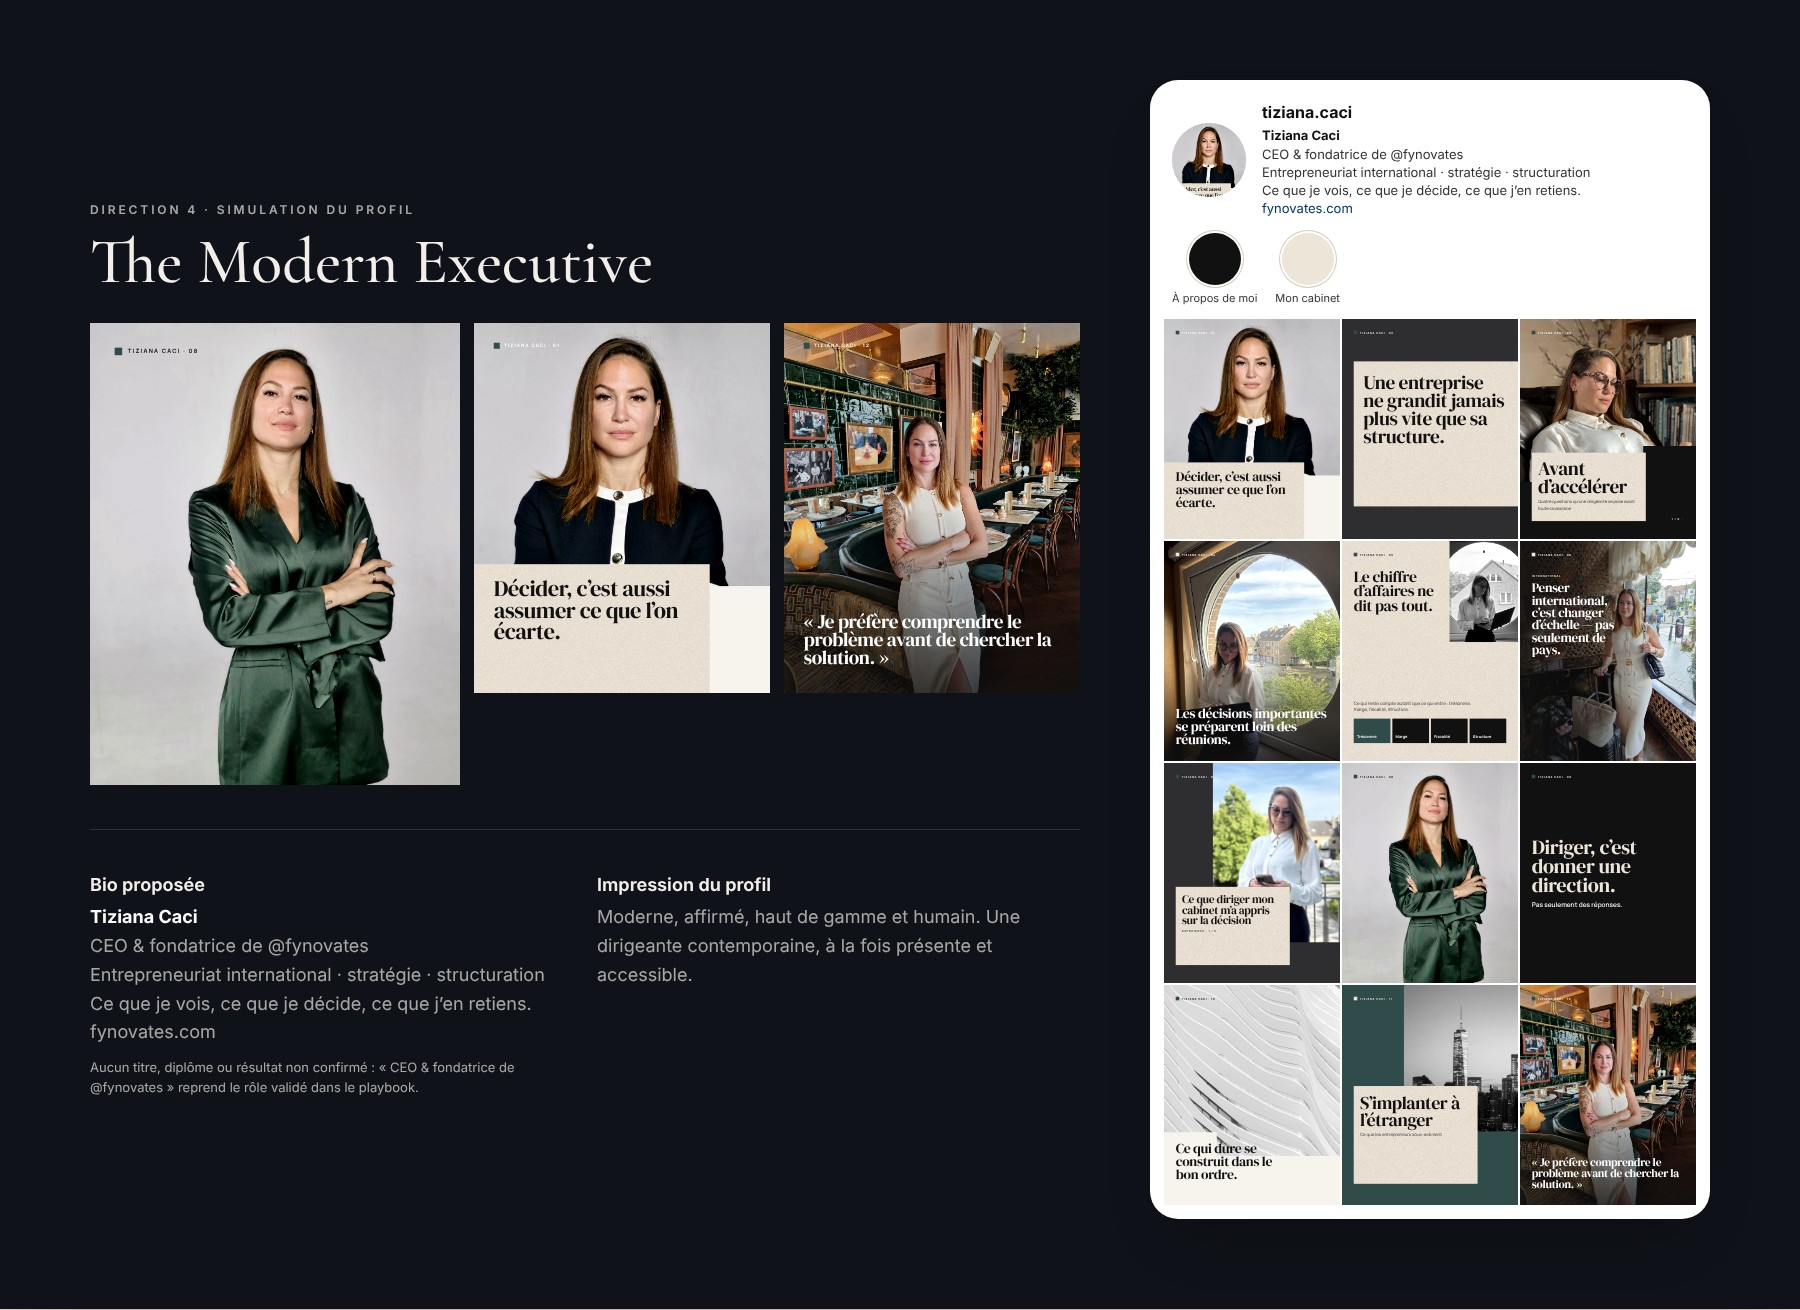 DIRECTION 4 · SIMULATION DU PROFIL
The Modern Executive
TIZIANA CACI · 08
TIZIANA CACI · 01
Décider, c’est aussi
assumer ce que l’on
écarte.
TIZIANA CACI · 12
« Je préfère comprendre le
problème avant de chercher la
solution. »
Bio proposée
Tiziana Caci
CEO & fondatrice de @fynovates
Entrepreneuriat international · stratégie · structuration
Ce que je vois, ce que je décide, ce que j’en retiens.
fynovates.com
Aucun titre, diplôme ou résultat non confirmé : « CEO & fondatrice de
@fynovates » reprend le rôle validé dans le playbook.
Impression du profil
Moderne, affirmé, haut de gamme et humain. Une
dirigeante contemporaine, à la fois présente et
accessible.
tiziana.caci
Tiziana Caci
CEO & fondatrice de @fynovates
Entrepreneuriat international · stratégie · structuration
Ce que je vois, ce que je décide, ce que j’en retiens.
fynovates.com
À propos de moi
Mon cabinet
Décider, c’est aussi
assumer ce que l’on
écarte.
Une entreprise
ne grandit jamais
plus vite que sa
structure.
Avant
d’accélérer
Les décisions importantes
se préparent loin des
réunions.
Le chiffre
d’affaires ne
dit pas tout.
Trésorerie
Marge
Fiscalité
Structure
INTERNATIONAL
Penser
international,
c’est changer
d’échelle — pas
seulement de
pays.
Ce que diriger mon
cabinet m’a appris
sur la décision
Diriger, c’est
donner une
direction.
Pas seulement des réponses.
Ce qui dure se
construit dans le
bon ordre.
S’implanter à
l’étranger
« Je préfère comprendre le
problème avant de chercher la
solution. »